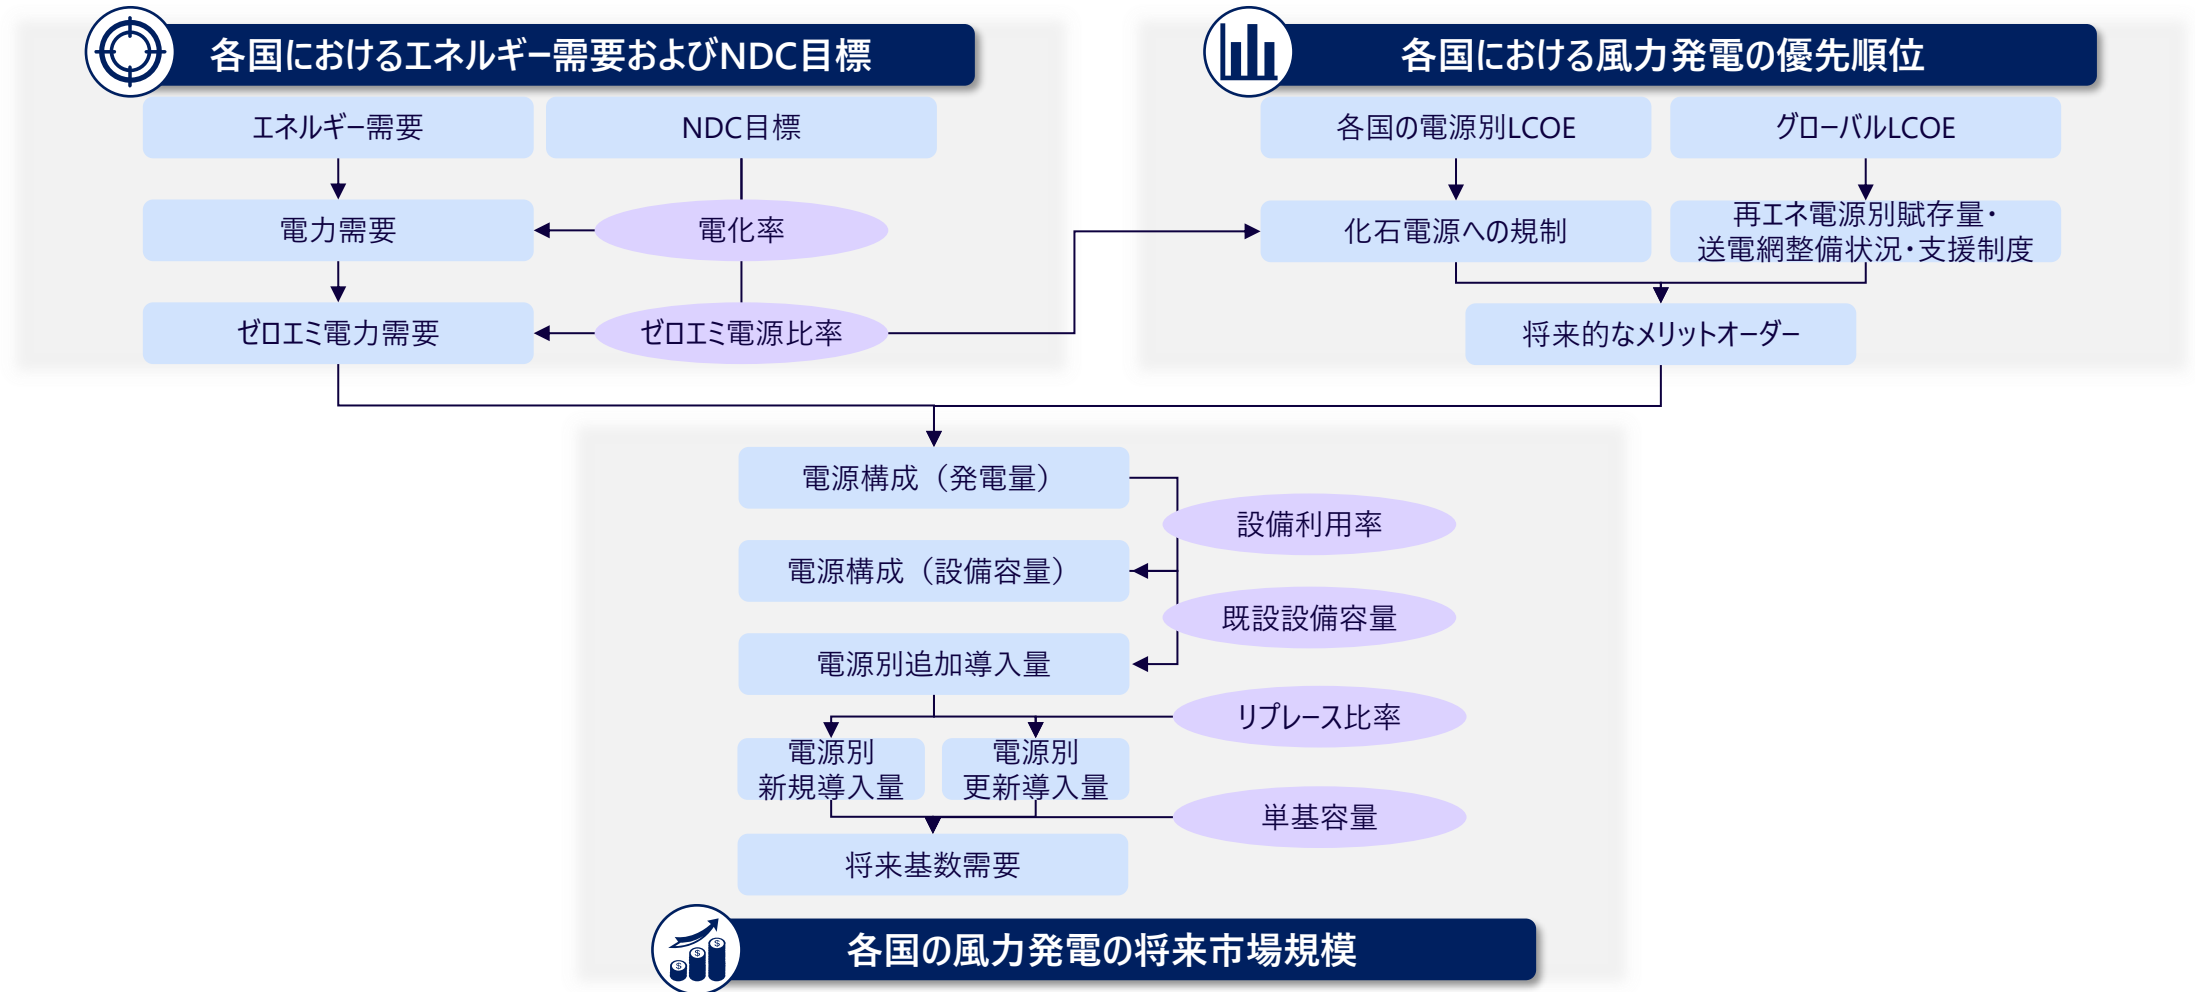 各国におけるエネルギー需要およびNDC目標
エネルギー需要
NDC目標
電力需要
電化率
ゼロエミ電力需要
ゼロエミ電源比率
各国における風力発電の優先順位
各国の電源別LCOE
グローバルLCOE
化石電源への規制
再エネ電源別賦存量・
送電網整備状況・支援制度
将来的なメリットオーダー
電源構成（発電量）
設備利用率
電源構成（設備容量）
既設設備容量
電源別追加導入量
リプレース比率
電源別
新規導入量
電源別
更新導入量
単基容量
将来基数需要
各国の風力発電の将来市場規模